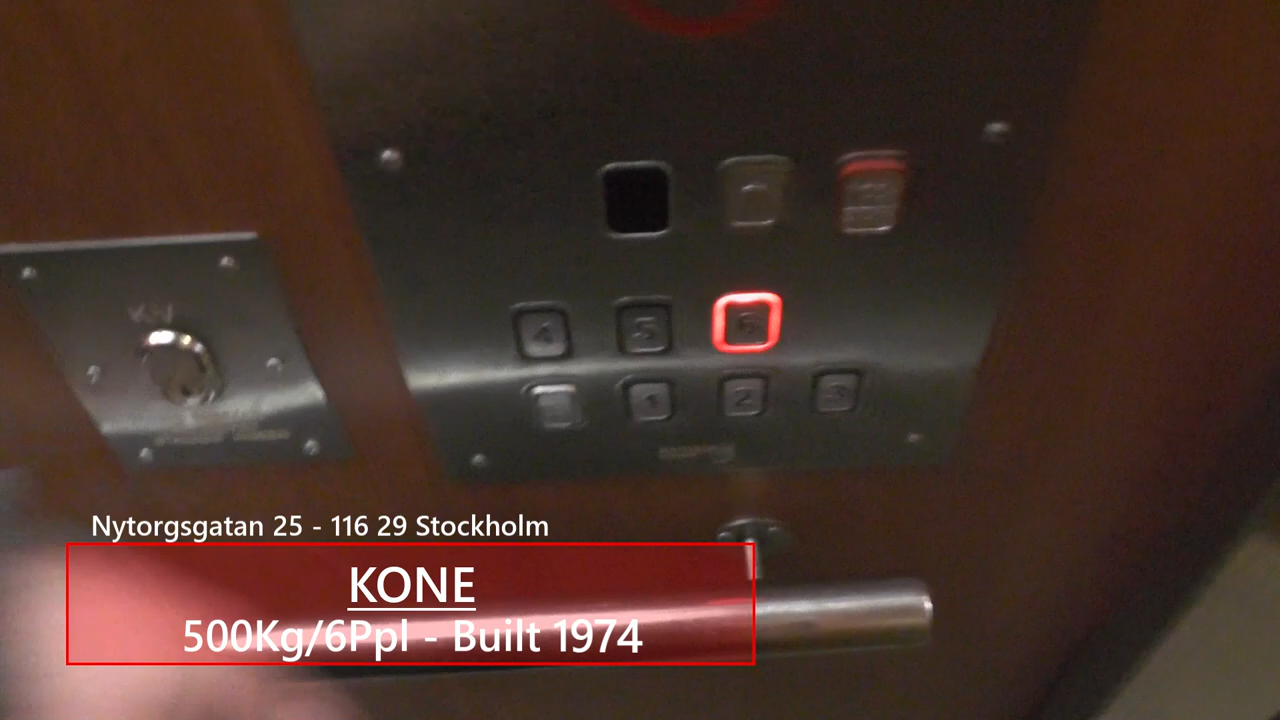 4 5 6
1 2 3
Nytorgsgatan 25 - 116 29 Stockholm
KONE
500Kg/6Ppl - Built 1974